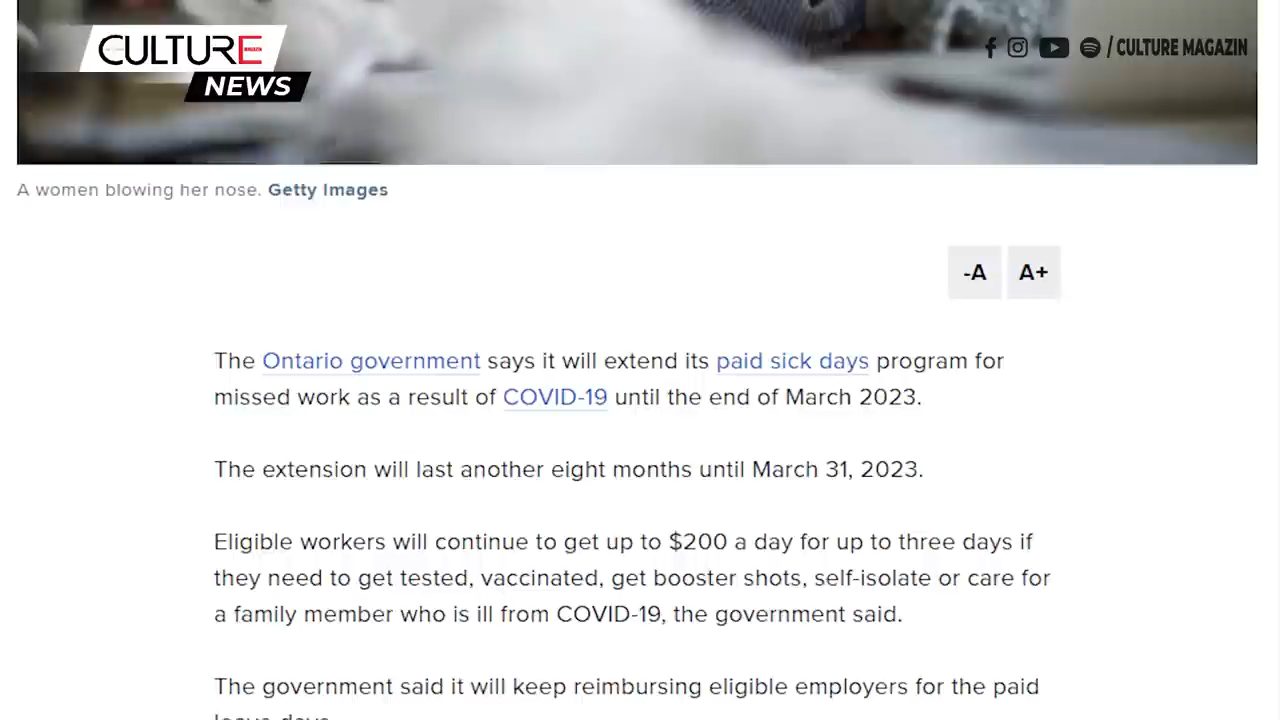 CULTURE
NEWS
/ CULTURE MAGAZIN
A women blowing her nose. Getty Images
-A A+
The Ontario government says it will extend its paid sick days program for
missed work as a result of COVID-19 until the end of March 2023.
The extension will last another eight months until March 31, 2023.
Eligible workers will continue to get up to $200 a day for up to three days if
they need to get tested, vaccinated, get booster shots, self-isolate or care for
a family member who is ill from COVID-19, the government said.
The government said it will keep reimbursing eligible employers for the paid
leave days.